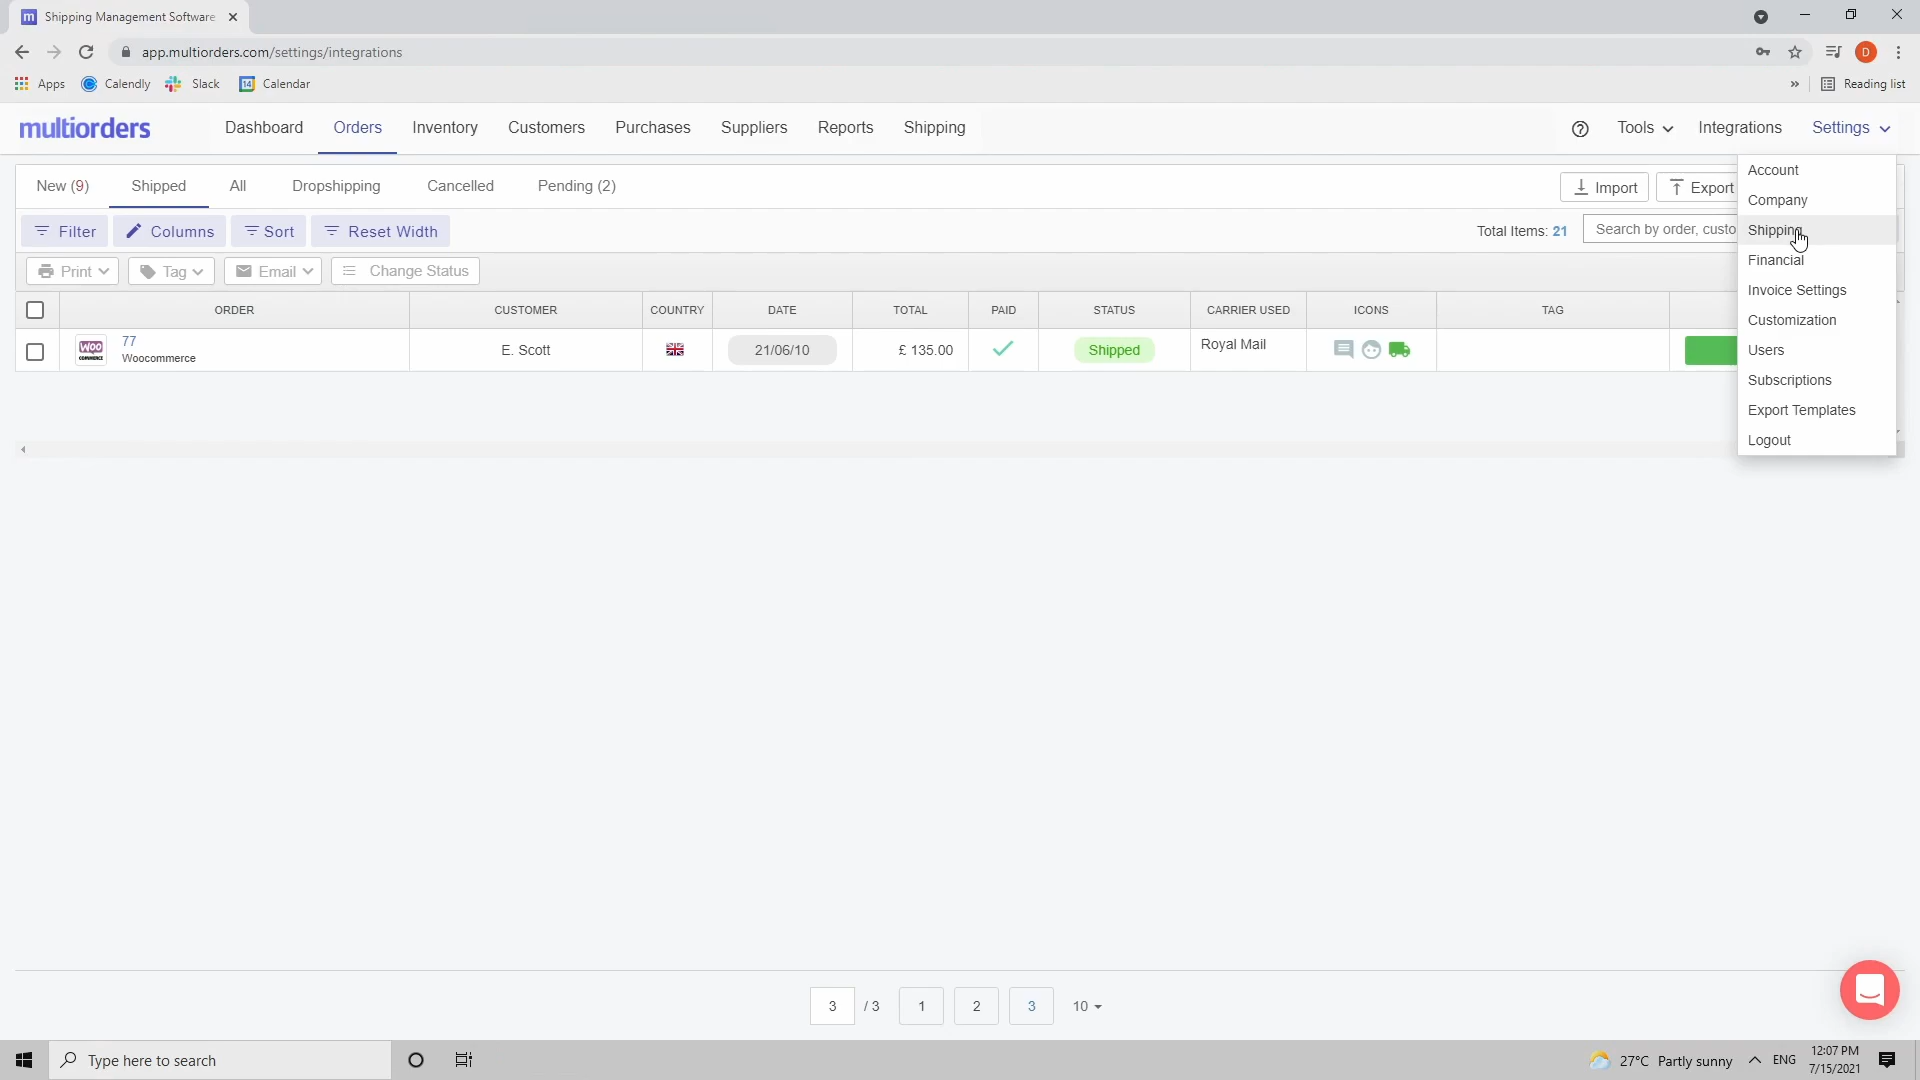 m Shipping Management Software
app.multiorders.com/settings/integrations
D
Apps Calendly Slack 14 Calendar » Reading list
multiorders Dashboard Orders Inventory Customers Purchases Suppliers Reports Shipping Tools Integrations Settings
New (9) Shipped All Dropshipping Cancelled Pending (2) Import Export
Filter Columns Sort Reset Width Total Items: 21 Search by order, custo
Print Tag Email Change Status
Account
Company
Shipping
Financial
Invoice Settings
Customization
Users
Subscriptions
Export Templates
Logout
ORDER CUSTOMER COUNTRY DATE TOTAL PAID STATUS CARRIER USED ICONS TAG
WOO COMMERCE 77 Woocommerce E. Scott 21/06/10 £ 135.00 Shipped Royal Mail
3 / 3 1 2 3 10
Type here to search 27°C Partly sunny ENG 12:07 PM
7/15/2021